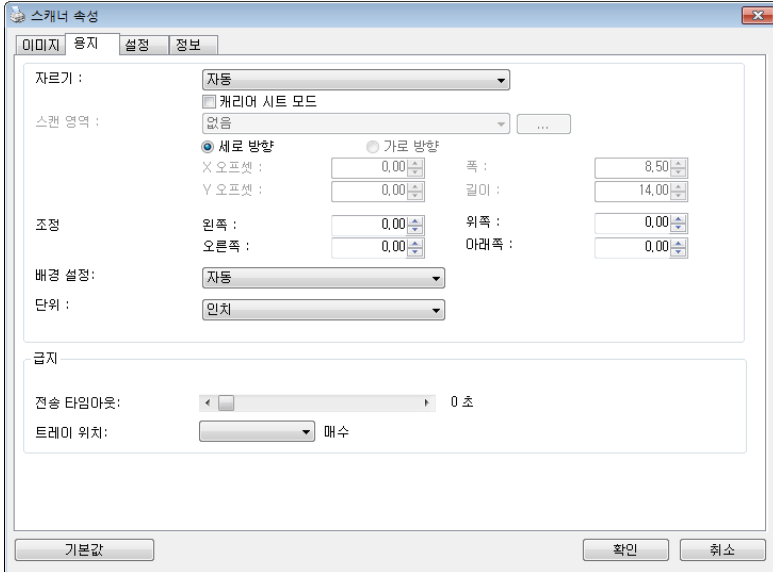 스캐너 속성
이미지 용지 설정 정보
자르기 : 자동
캐리어 시트 모드
스캔 영역 : 없음 ...
세로 방향 가로 방향
X 오프셋 : 0.00 폭 : 8.50
Y 오프셋 : 0.00 길이 : 14.00
조정 왼쪽 : 0.00 위쪽 : 0.00
오른쪽 : 0.00 아래쪽 : 0.00
배경 설정: 자동
단위 : 인치
급지
전송 타임아웃: 0 초
트레이 위치: 매수
기본값 확인 취소